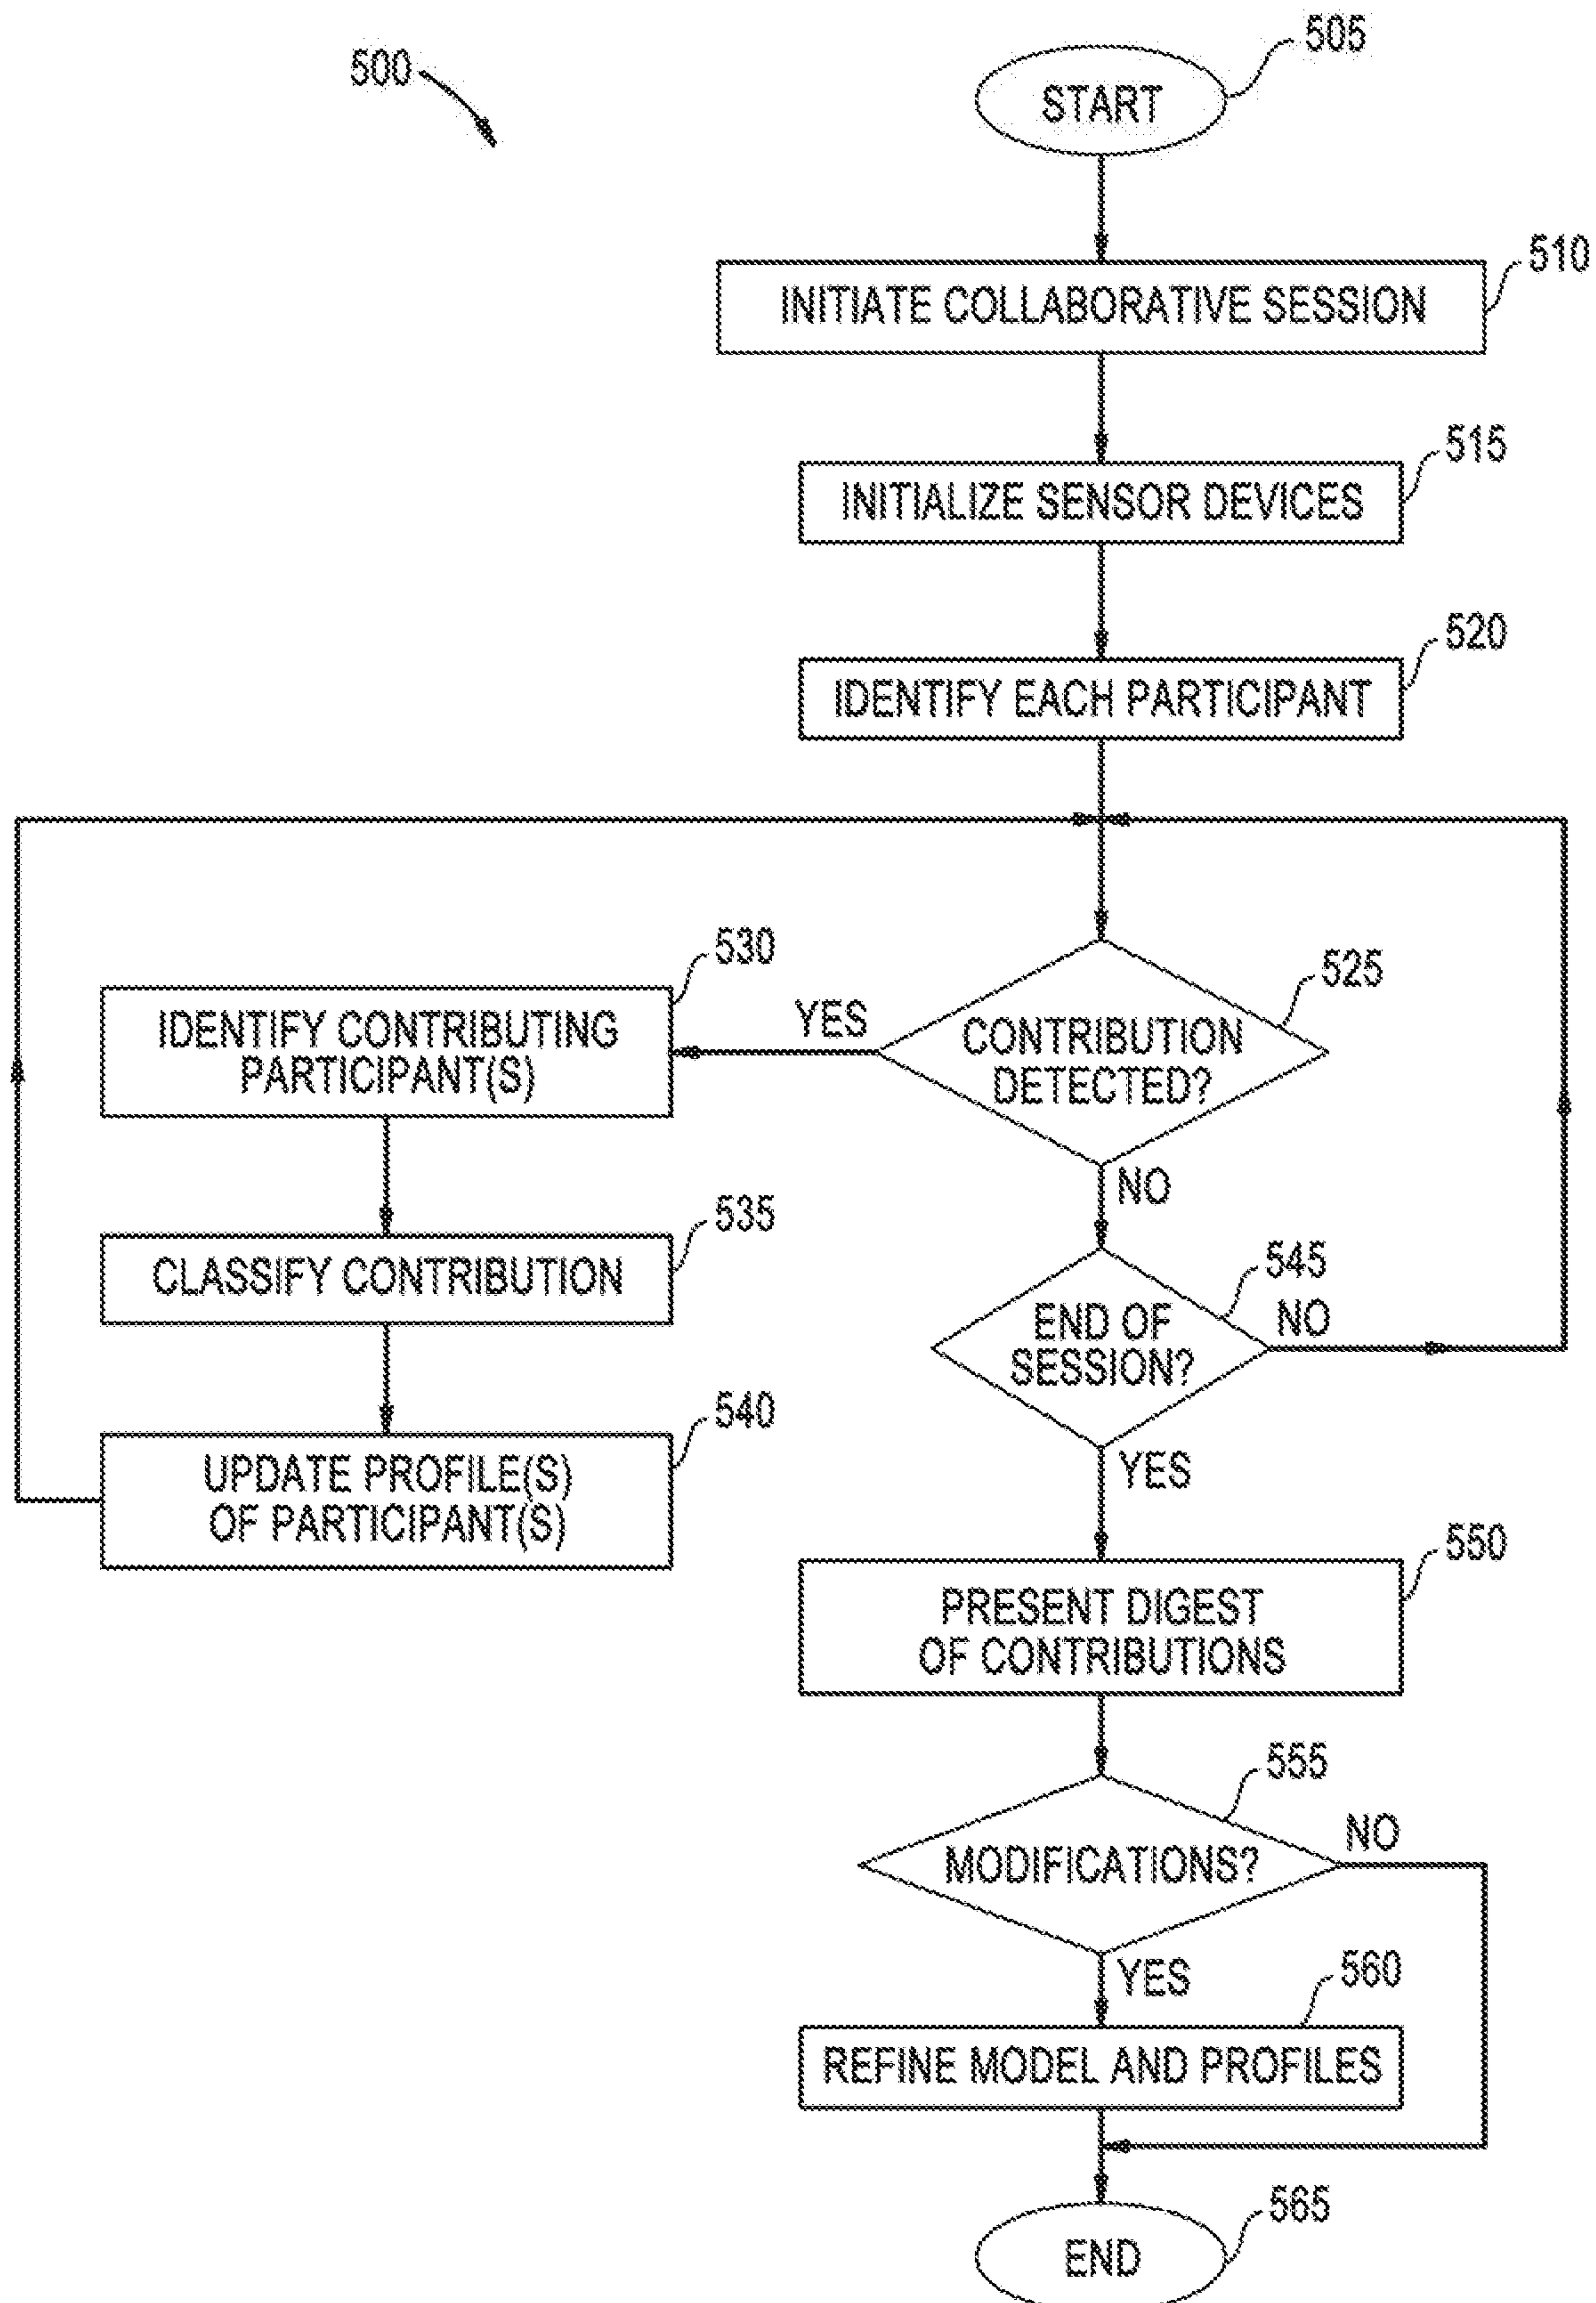 500
505
START
510
INITIATE COLLABORATIVE SESSION
515
INITIALIZE SENSOR DEVICES
520
IDENTIFY EACH PARTICIPANT
525
CONTRIBUTION
DETECTED?
YES
NO
530
IDENTIFY CONTRIBUTING
PARTICIPANT(S)
535
CLASSIFY CONTRIBUTION
540
UPDATE PROFILE(S)
OF PARTICIPANT(S)
545
END OF
SESSION?
NO
YES
550
PRESENT DIGEST
OF CONTRIBUTIONS
555
MODIFICATIONS?
NO
YES
560
REFINE MODEL AND PROFILES
565
END